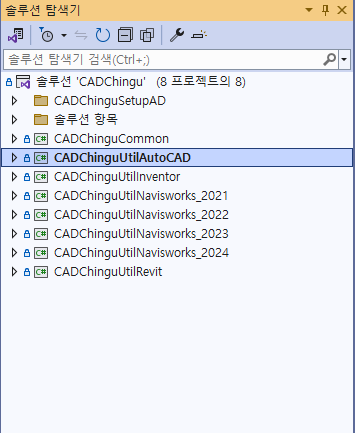 솔루션 탐색기
솔루션 탐색기 검색(Ctrl+;)
솔루션 'CADChingu' (8 프로젝트의 8)
CADChinguSetupAD
솔루션 항목
C# CADChinguCommon
C# CADChinguUtilAutoCAD
C# CADChinguUtilInventor
C# CADChinguUtilNavisworks_2021
C# CADChinguUtilNavisworks_2022
C# CADChinguUtilNavisworks_2023
C# CADChinguUtilNavisworks_2024
C# CADChinguUtilRevit